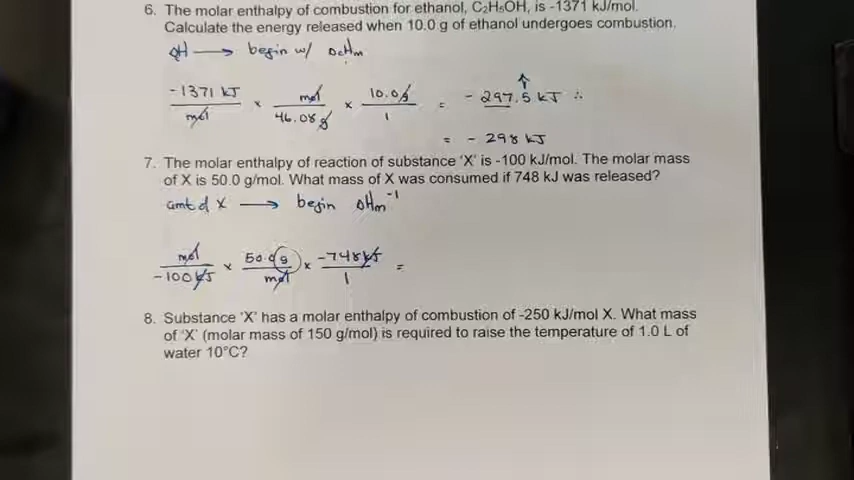 6. The molar enthalpy of combustion for ethanol, C₂H₅OH, is -1371 kJ/mol.
Calculate the energy released when 10.0 g of ethanol undergoes combustion.
ΔH ⟶ begin w/ ΔcHm
-1371 kJ / mol × mol / 46.08 g × 10.0 g / 1 = - 297.5 kJ ∴
= - 298 kJ
7. The molar enthalpy of reaction of substance 'X' is -100 kJ/mol. The molar mass
of X is 50.0 g/mol. What mass of X was consumed if 748 kJ was released?
amt of X ⟶ begin ΔHm⁻¹
mol / -100 kJ × 50.0 g / mol × -748 kJ / 1 =
8. Substance 'X' has a molar enthalpy of combustion of -250 kJ/mol X. What mass
of 'X' (molar mass of 150 g/mol) is required to raise the temperature of 1.0 L of
water 10°C?